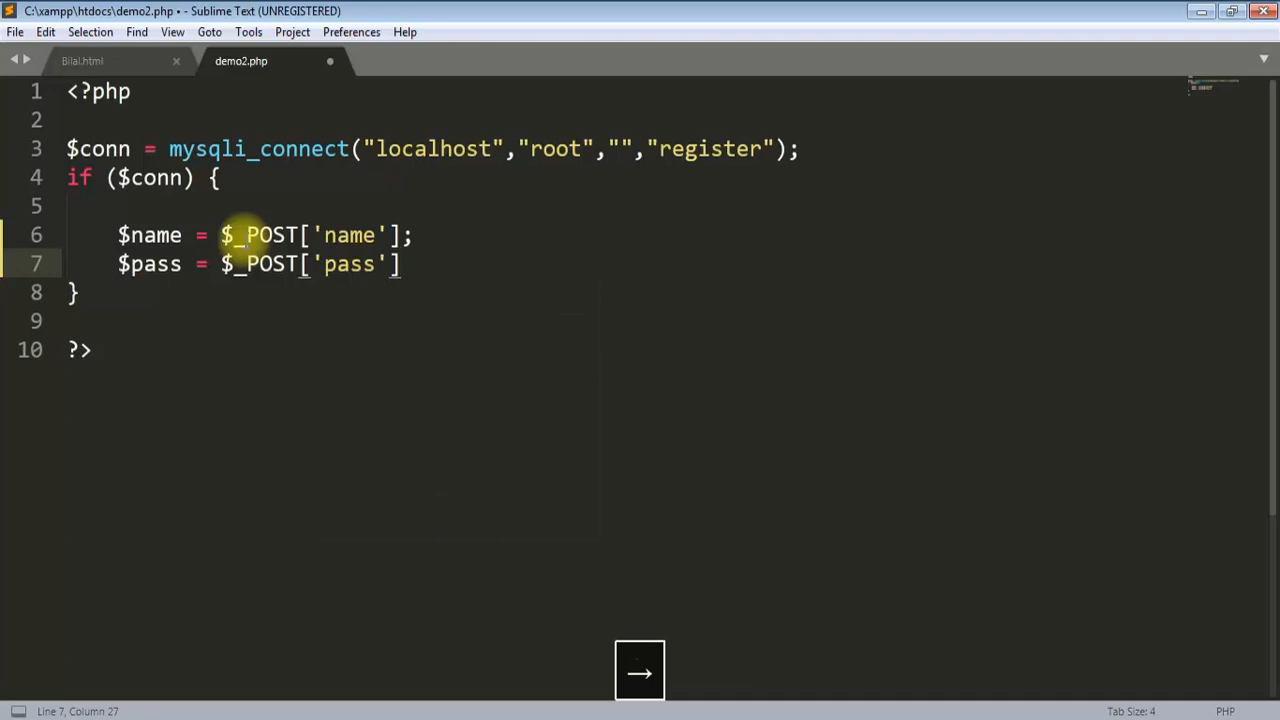 C:\xampp\htdocs\demo2.php • - Sublime Text (UNREGISTERED)
File Edit Selection Find View Goto Tools Project Preferences Help
Bilal.html demo2.php
1 <?php
2
3 $conn = mysqli_connect("localhost","root","","register");
4 if ($conn) {
5
6 $name = $_POST['name'];
7 $pass = $_POST['pass']
8 }
9
10 ?>
→
Line 7, Column 27 Tab Size: 4 PHP